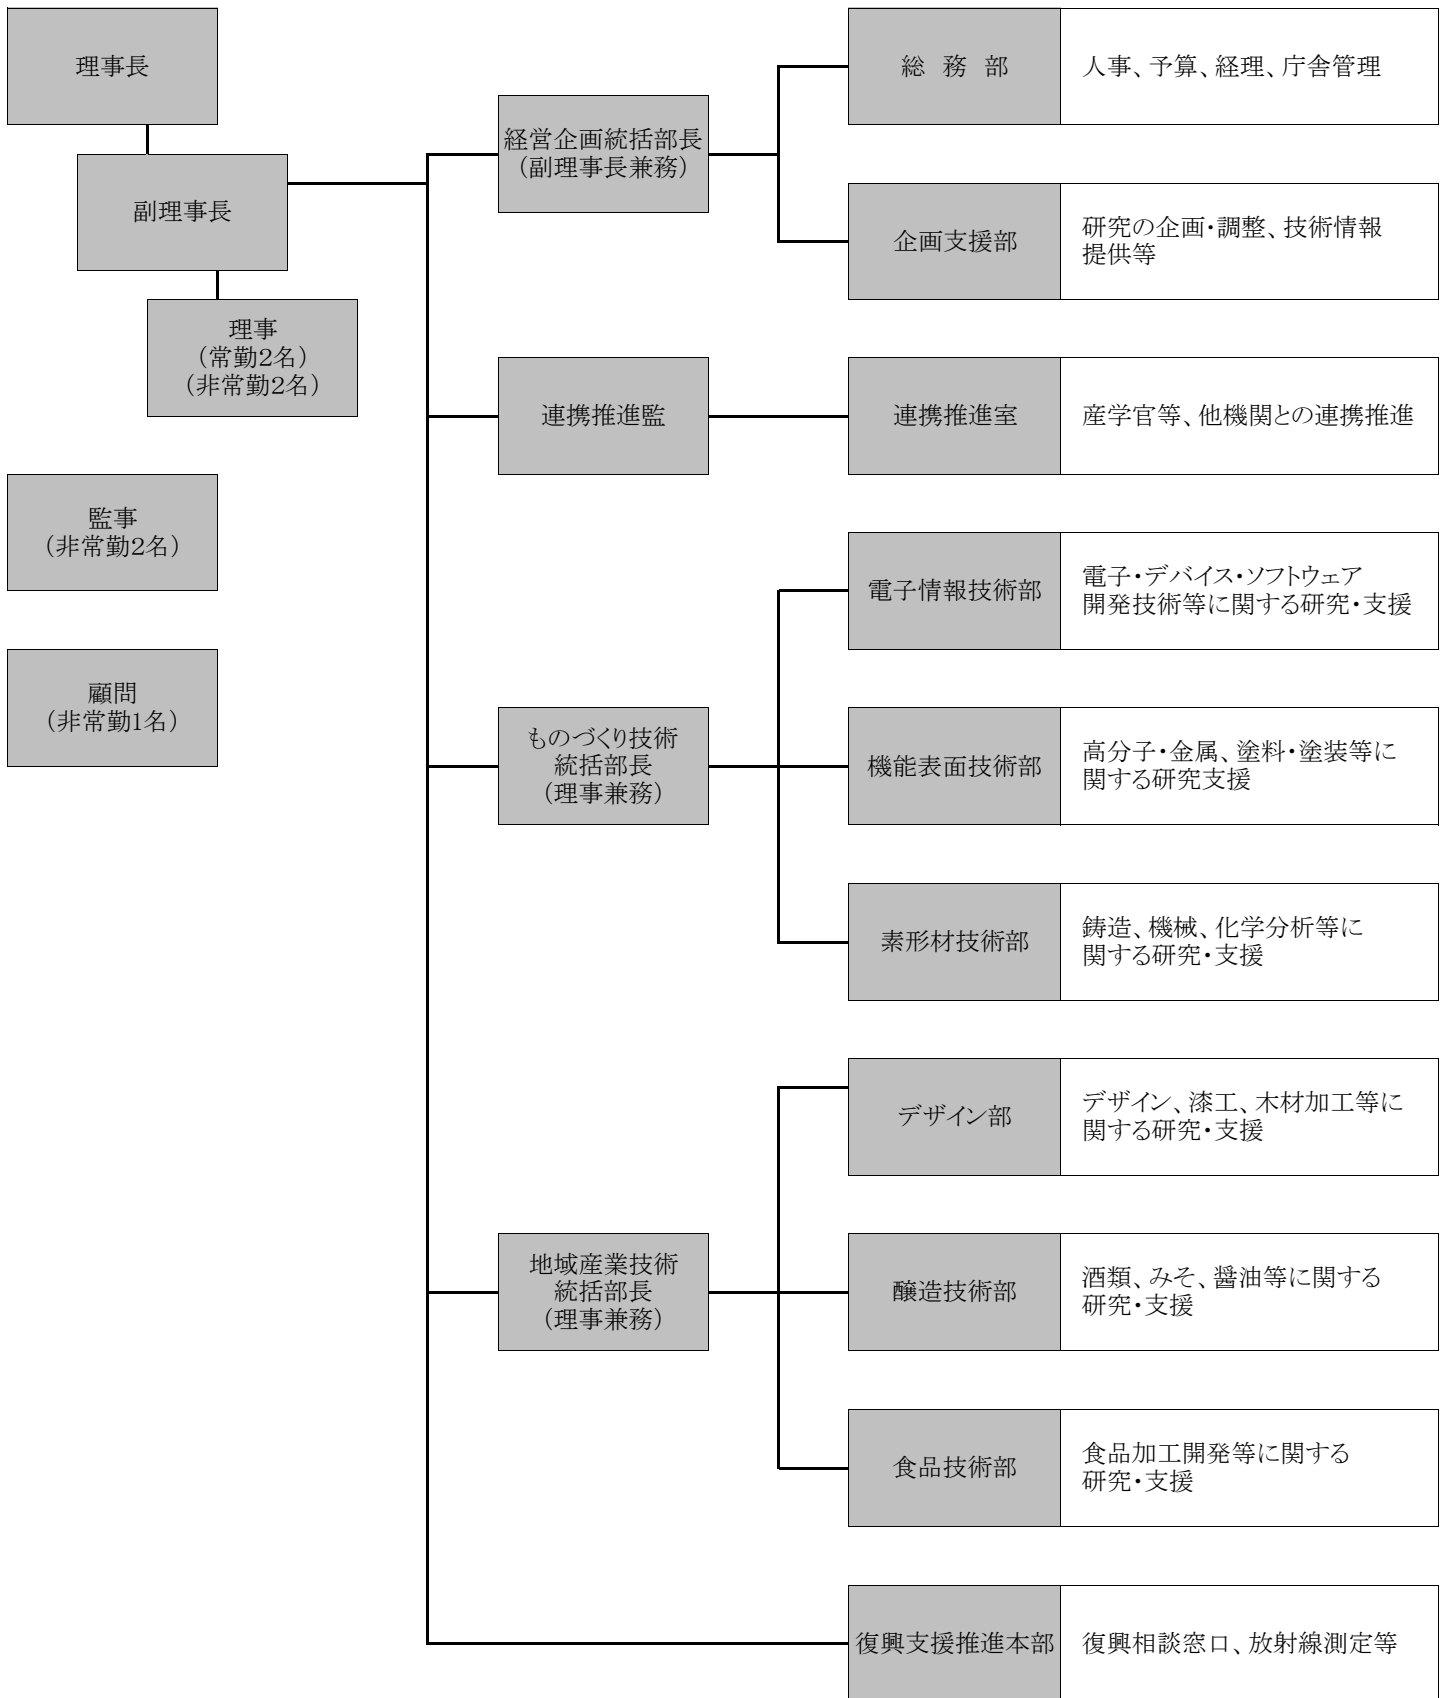 理事長
副理事長
理事
（常勤2名）
（非常勤2名）
監事
（非常勤2名）
顧問
（非常勤1名）
経営企画統括部長
（副理事長兼務）
総　務　部
人事、予算、経理、庁舎管理
企画支援部
研究の企画・調整、技術情報
提供等
連携推進監
連携推進室
産学官等、他機関との連携推進
ものづくり技術
統括部長
（理事兼務）
電子情報技術部
電子・デバイス・ソフトウェア
開発技術等に関する研究・支援
機能表面技術部
高分子・金属、塗料・塗装等に
関する研究支援
素形材技術部
鋳造、機械、化学分析等に
関する研究・支援
地域産業技術
統括部長
（理事兼務）
デザイン部
デザイン、漆工、木材加工等に
関する研究・支援
醸造技術部
酒類、みそ、醤油等に関する
研究・支援
食品技術部
食品加工開発等に関する
研究・支援
復興支援推進本部
復興相談窓口、放射線測定等